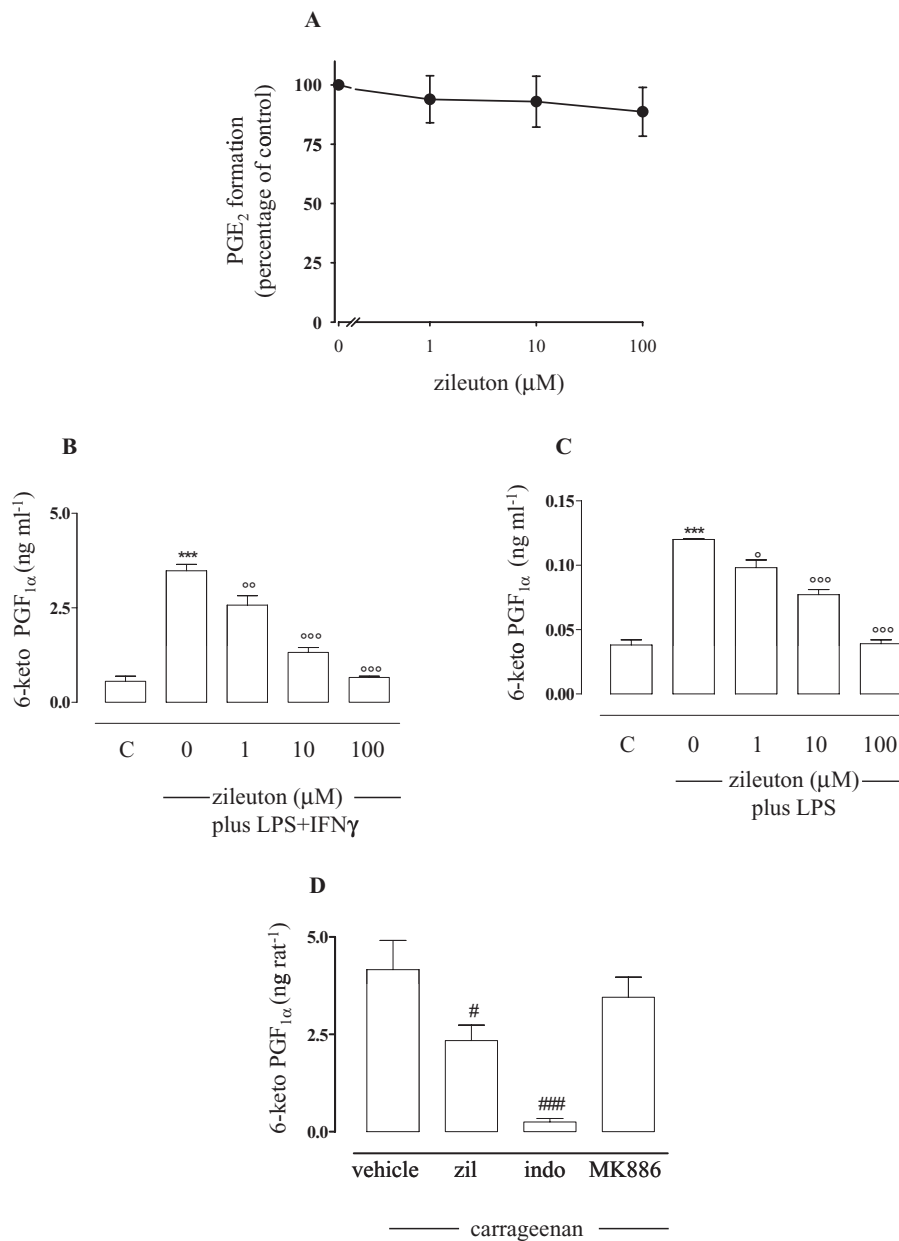 A
PGE2 formation
(percentage of control)
100
75
50
25
0
0 1 10 100
zileuton (μM)
B
6-keto PGF1α (ng ml-1)
5.0
2.5
0.0
***
°°
°°°
°°°
C 0 1 10 100
zileuton (μM)
plus LPS+IFNγ
C
6-keto PGF1α (ng ml-1)
0.15
0.10
0.05
0.00
***
°
°°°
°°°
C 0 1 10 100
zileuton (μM)
plus LPS
D
6-keto PGF1α (ng rat-1)
5.0
2.5
0.0
#
###
vehicle zil indo MK886
carrageenan